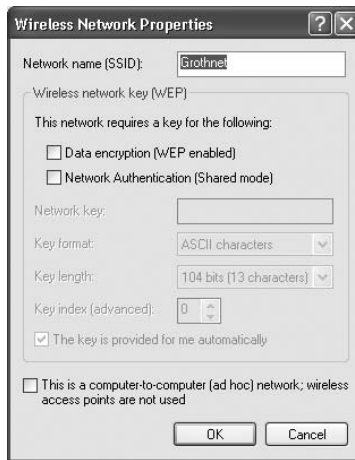 Wireless Network Properties
Network name (SSID): Grothnet
Wireless network key (WEP)
This network requires a key for the following:
Data encryption (WEP enabled)
Network Authentication (Shared mode)
Network key:
Key format: ASCII characters
Key length: 104 bits (13 characters)
Key index (advanced): 0
The key is provided for me automatically
This is a computer-to-computer (ad hoc) network; wireless
access points are not used
OK Cancel